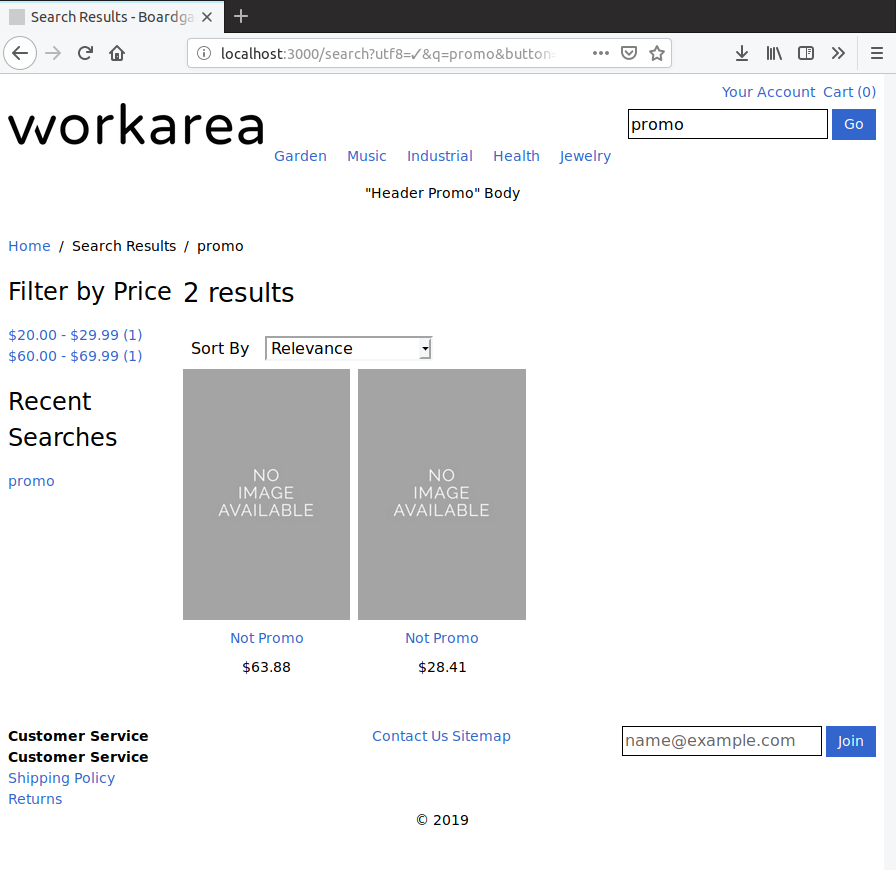 Search Results - Boardga
localhost:3000/search?utf8=✓&q=promo&button=
Your Account Cart (0)
workarea
promo Go
Garden Music Industrial Health Jewelry
"Header Promo" Body
Home / Search Results / promo
Filter by Price
2 results
$20.00 - $29.99 (1)
$60.00 - $69.99 (1)
Recent
Searches
promo
Sort By Relevance
NO
IMAGE
AVAILABLE
NO
IMAGE
AVAILABLE
Not Promo
$63.88
Not Promo
$28.41
Customer Service
Customer Service
Shipping Policy
Returns
Contact Us Sitemap
name@example.com Join
© 2019